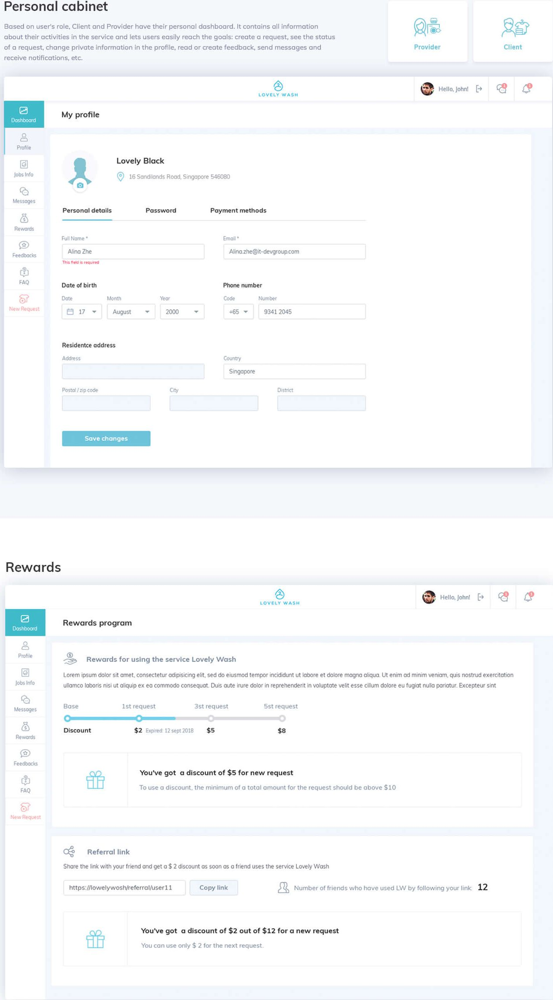 Personal cabinet
Based on user's role, Client and Provider have their personal dashboard. It contains all information
about their activities in the service and lets users easily reach the goals: create a request, see the status
of a request, change private information in the profile, read or create feedback, send messages and
receive notifications, etc.
Provider
Client
LOVELY WASH
Hello, John!
1
1
Dashboard
Profile
Jobs Info
Messages
Rewards
Feedbacks
FAQ
New Request
My profile
Lovely Black
16 Sandilands Road, Singapore 546080
Personal details Password Payment methods
Full Name * Email *
Alina Zhe Alina.zhe@it-devgroup.com
This field is required
Date of birth Phone number
Date Month Year Code Number
17 August 2000 +65 9341 2045
Residentce address
Address Country
Singapore
Postal / zip code City District
Save changes
Rewards
LOVELY WASH
Hello, John!
1
1
Dashboard
Profile
Jobs Info
Messages
Rewards
Feedbacks
FAQ
New Request
Rewards program
Rewards for using the service Lovely Wash
Lorem ipsum dolor sit amet, consectetur adipisicing elit, sed do eiusmod tempor incididunt ut labore et dolore magna aliqua. Ut enim ad minim veniam, quis nostrud exercitation
ullamco laboris nisi ut aliquip ex ea commodo consequat. Duis aute irure dolor in reprehenderit in voluptate velit esse cillum dolore eu fugiat nulla pariatur. Excepteur sint
Base 1st request 3st request 5st request
Discount $2 Expired: 12 sept 2018 $5 $8
You've got a discount of $5 for new request
To use a discount, the minimum of a total amount for the request should be above $10
Referral link
Share the link with your friend and get a $ 2 discount as soon as a friend uses the service Lovely Wash
https://lowelywosh/referral/user11 Copy link Number of friends who have used LW by following your link: 12
You've got a discount of $2 out of $12 for a new request
You can use only $ 2 for the next request.